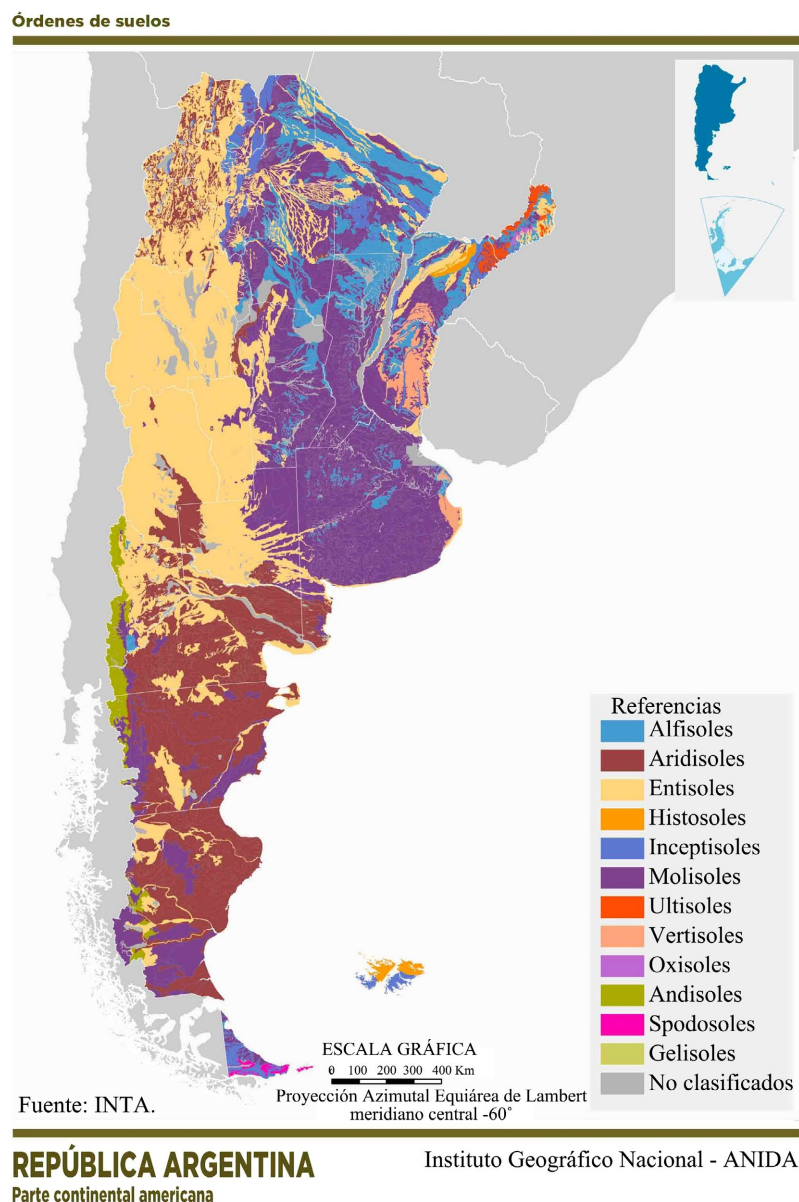 Órdenes de suelos
Referencias
Alfisoles
Aridisoles
Entisoles
Histosoles
Inceptisoles
Molisoles
Ultisoles
Vertisoles
Oxisoles
Andisoles
Spodosoles
Gelisoles
No clasificados
ESCALA GRÁFICA
0 100 200 300 400 Km
Proyección Azimutal Equiárea de Lambert
meridiano central -60°
Fuente: INTA.
REPÚBLICA ARGENTINA
Parte continental americana
Instituto Geográfico Nacional - ANIDA